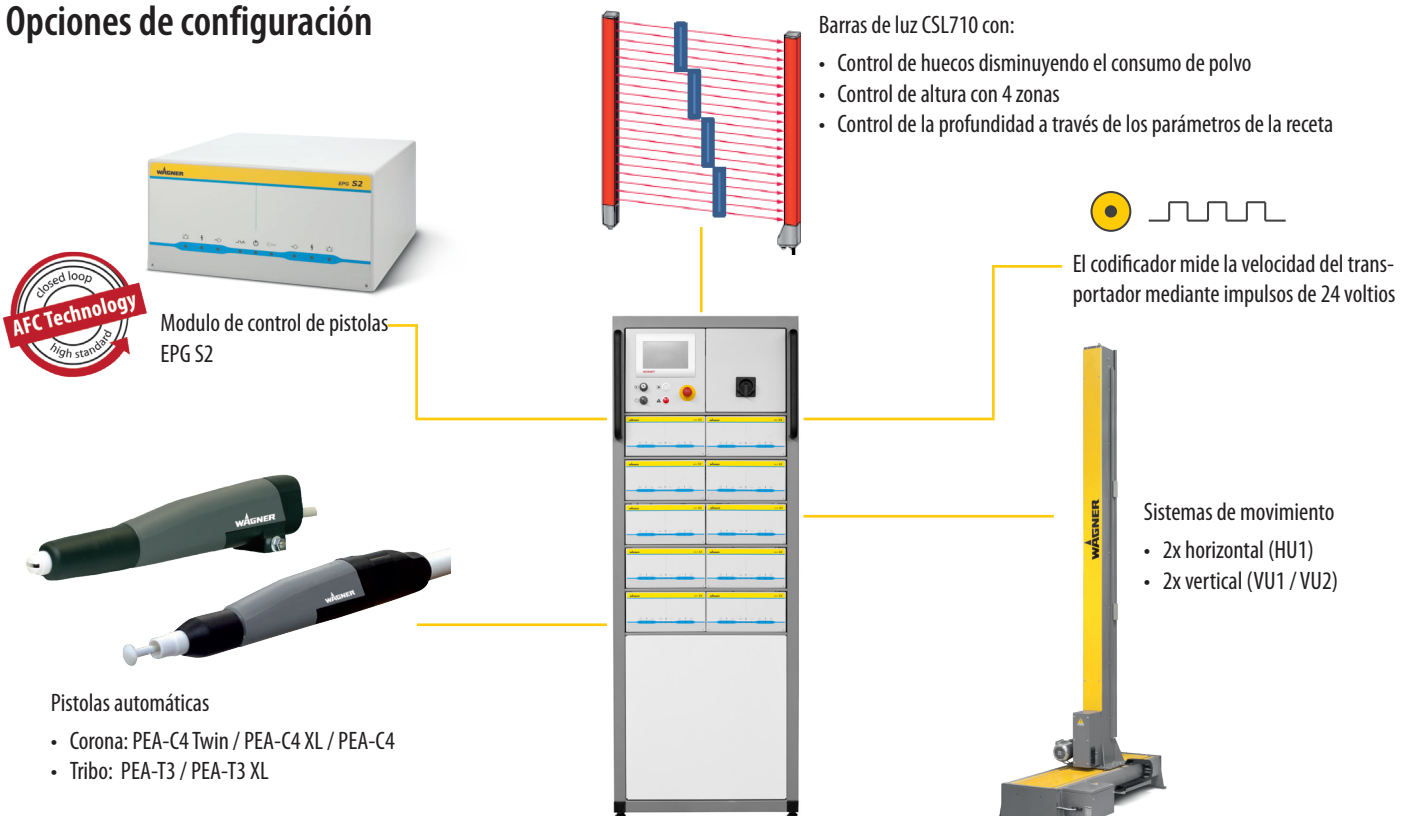 Opciones de configuración
Barras de luz CSL710 con:
• Control de huecos disminuyendo el consumo de polvo
• Control de altura con 4 zonas
• Control de la profundidad a través de los parámetros de la receta
WAGNER
EPG S2
closed loop
AFC Technology
high standard
Modulo de control de pistolas
EPG S2
El codificador mide la velocidad del trans-
portador mediante impulsos de 24 voltios
WAGNER
Sistemas de movimiento
• 2x horizontal (HU1)
• 2x vertical (VU1 / VU2)
WAGNER
WAGNER
Pistolas automáticas
• Corona: PEA-C4 Twin / PEA-C4 XL / PEA-C4
• Tribo: PEA-T3 / PEA-T3 XL